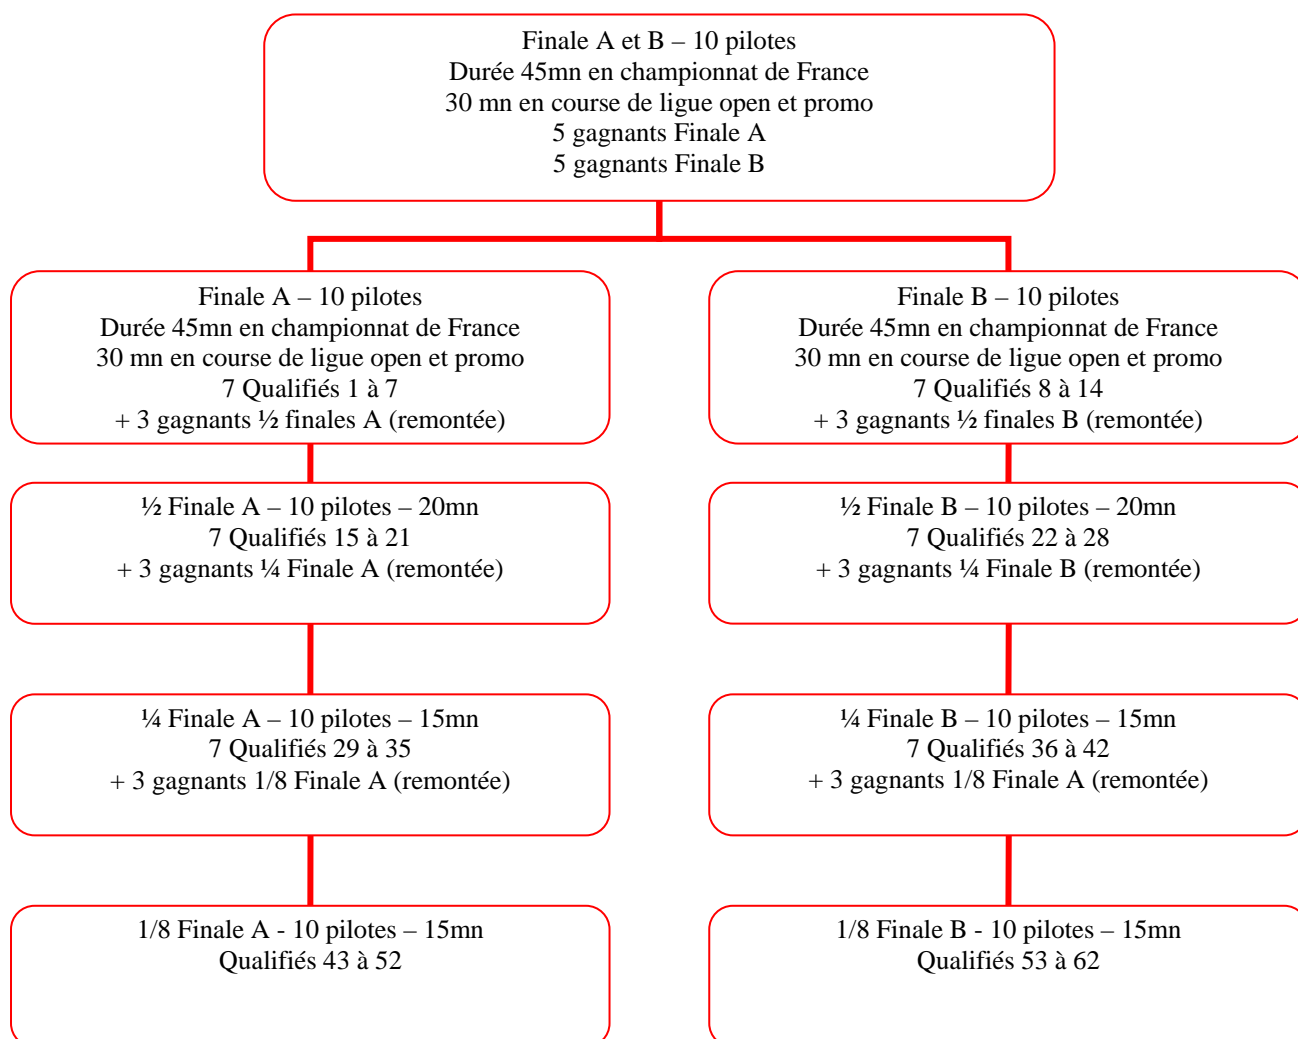 Finale A et B – 10 pilotes
Durée 45mn en championnat de France
30 mn en course de ligue open et promo
5 gagnants Finale A
5 gagnants Finale B
Finale A – 10 pilotes
Durée 45mn en championnat de France
30 mn en course de ligue open et promo
7 Qualifiés 1 à 7
+ 3 gagnants ½ finales A (remontée)
Finale B – 10 pilotes
Durée 45mn en championnat de France
30 mn en course de ligue open et promo
7 Qualifiés 8 à 14
+ 3 gagnants ½ finales B (remontée)
½ Finale A – 10 pilotes – 20mn
7 Qualifiés 15 à 21
+ 3 gagnants ¼ Finale A (remontée)
½ Finale B – 10 pilotes – 20mn
7 Qualifiés 22 à 28
+ 3 gagnants ¼ Finale B (remontée)
¼ Finale A – 10 pilotes – 15mn
7 Qualifiés 29 à 35
+ 3 gagnants 1/8 Finale A (remontée)
¼ Finale B – 10 pilotes – 15mn
7 Qualifiés 36 à 42
+ 3 gagnants 1/8 Finale A (remontée)
1/8 Finale A - 10 pilotes – 15mn
Qualifiés 43 à 52
1/8 Finale B - 10 pilotes – 15mn
Qualifiés 53 à 62